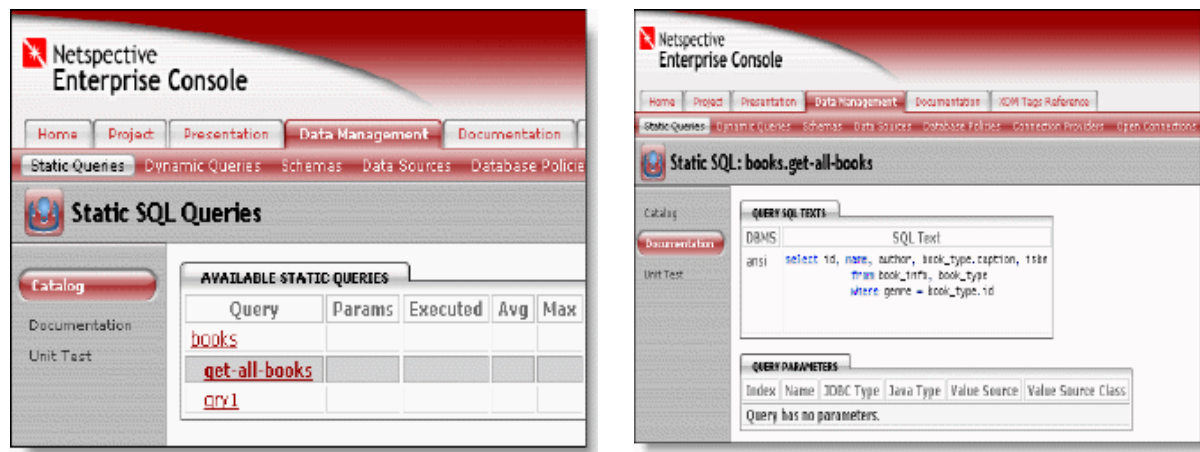 Netspective
Enterprise Console
Home Project Presentation Data Management Documentation
Static Queries Dynamic Queries Schemas Data Sources Database Policie
Static SQL Queries
Catalog
Documentation
Unit Test
AVAILABLE STATIC QUERIES
Query Params Executed Avg Max
books
get-all-books
qry1
Netspective
Enterprise Console
Home Project Presentation Data Management Documentation XDM Tags Reference
Static Queries Dynamic Queries Schemas Data Sources Database Policies Connection Providers Open Connections
Static SQL: books.get-all-books
Catalog
Documentation
Unit Test
QUERY SQL TEXTS
DBMS SQL Text
ansi select id, name, author, book_type.caption, isbn
from book_info, book_type
where genre = book_type.id
QUERY PARAMETERS
Index Name JDBC Type Java Type Value Source Value Source Class
Query has no parameters.